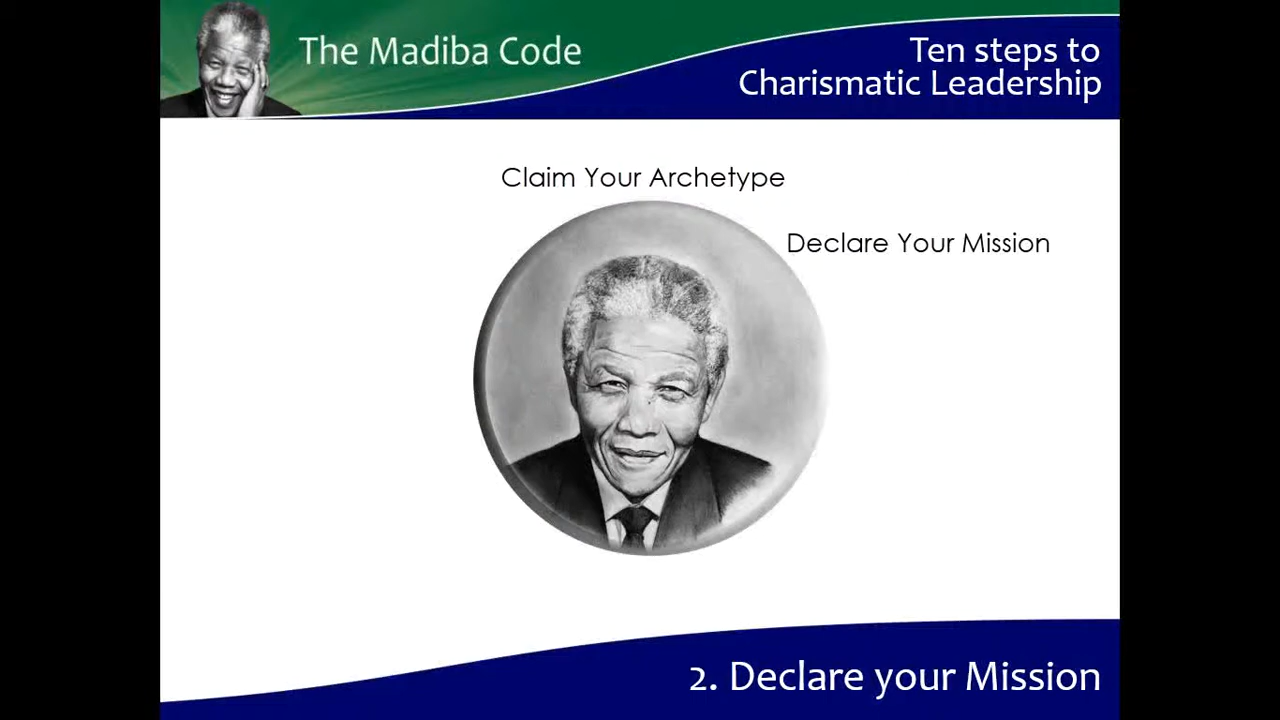 The Madiba Code
Ten steps to
Charismatic Leadership
Claim Your Archetype
Declare Your Mission
2. Declare your Mission